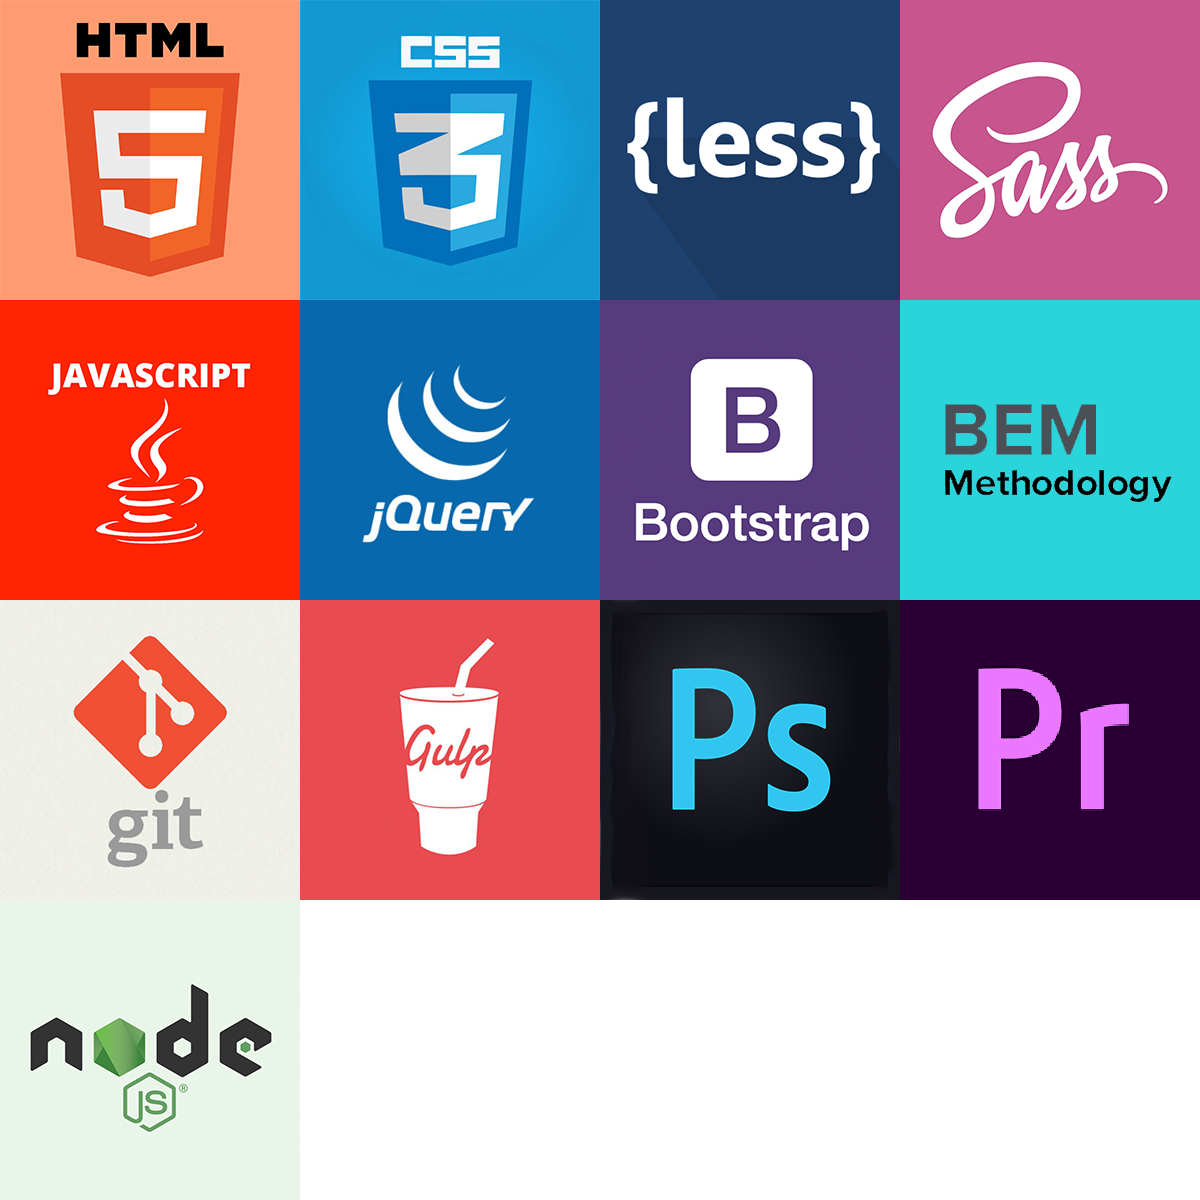 HTML
5
CSS
3
{less}
Sass
JAVASCRIPT
jQuery
B
Bootstrap
BEM
Methodology
git
Gulp
Ps
Pr
node
JS®